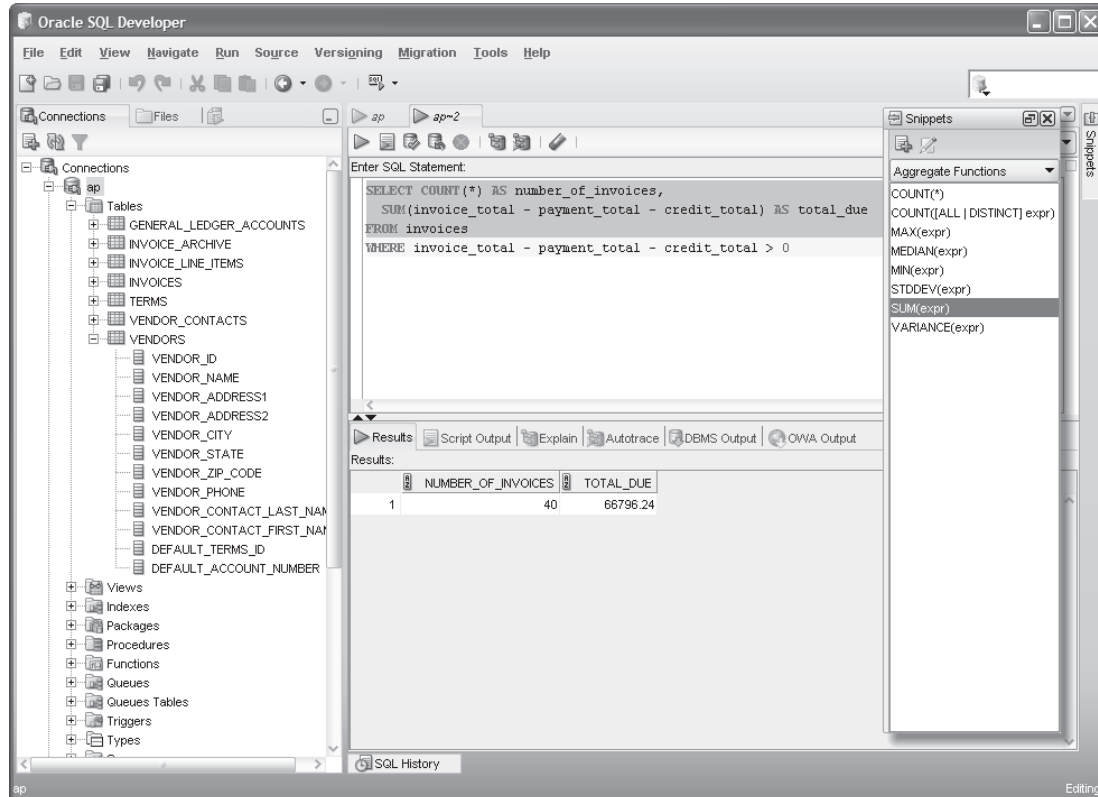 Oracle SQL Developer
File Edit View Navigate Run Source Versioning Migration Tools Help
Connections
Files
Connections
ap
Tables
GENERAL_LEDGER_ACCOUNTS
INVOICE_ARCHIVE
INVOICE_LINE_ITEMS
INVOICES
TERMS
VENDOR_CONTACTS
VENDORS
VENDOR_ID
VENDOR_NAME
VENDOR_ADDRESS1
VENDOR_ADDRESS2
VENDOR_CITY
VENDOR_STATE
VENDOR_ZIP_CODE
VENDOR_PHONE
VENDOR_CONTACT_LAST_NAM
VENDOR_CONTACT_FIRST_NAM
DEFAULT_TERMS_ID
DEFAULT_ACCOUNT_NUMBER
Views
Indexes
Packages
Procedures
Functions
Queues
Queues Tables
Triggers
Types
ap ap~2
Enter SQL Statement:
SELECT COUNT(*) AS number_of_invoices,
SUM(invoice_total - payment_total - credit_total) AS total_due
FROM invoices
WHERE invoice_total - payment_total - credit_total > 0
Results Script Output Explain Autotrace DBMS Output OWA Output
Results:
NUMBER_OF_INVOICES TOTAL_DUE
1 40 66796.24
SQL History
Snippets
Aggregate Functions
COUNT(*)
COUNT([ALL | DISTINCT] expr)
MAX(expr)
MEDIAN(expr)
MIN(expr)
STDDEV(expr)
SUM(expr)
VARIANCE(expr)
Snippets
ap
Editing